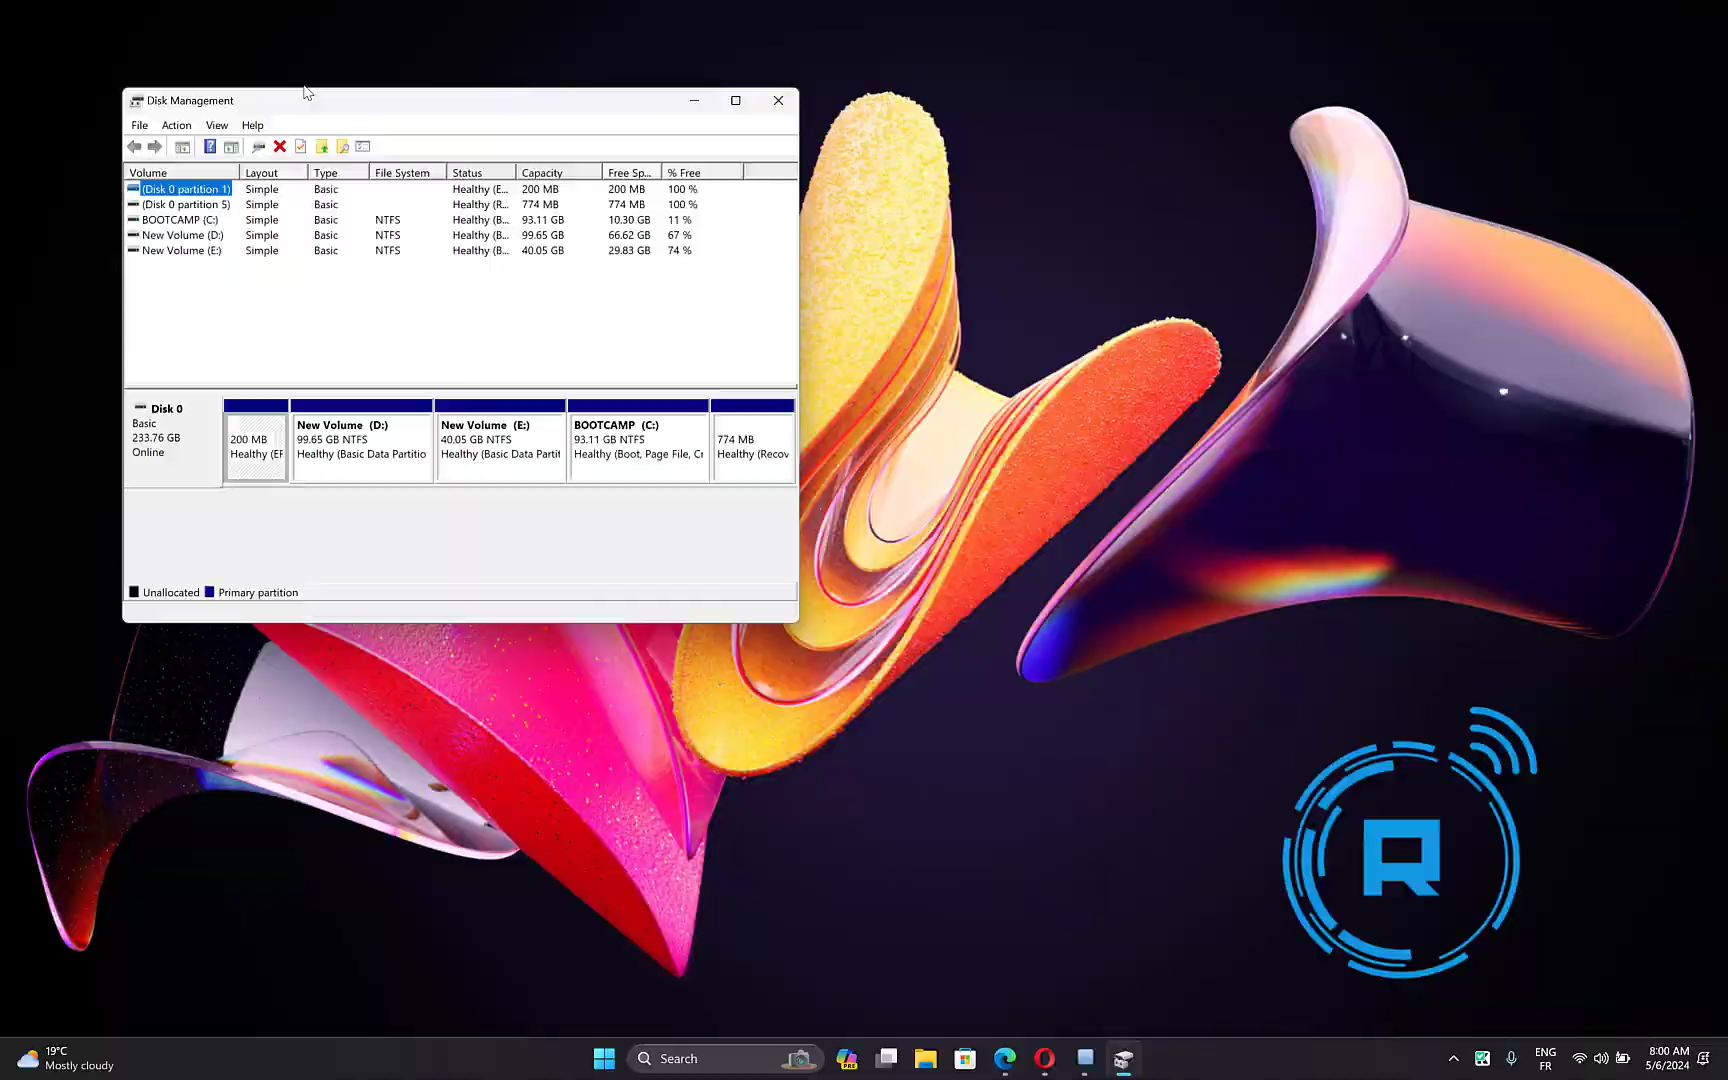 Disk Management
File Action View Help
Volume Layout Type File System Status Capacity Free Sp... % Free
(Disk 0 partition 1) Simple Basic Healthy (E... 200 MB 200 MB 100 %
(Disk 0 partition 5) Simple Basic Healthy (R... 774 MB 774 MB 100 %
BOOTCAMP (C:) Simple Basic NTFS Healthy (B... 93.11 GB 10.30 GB 11 %
New Volume (D:) Simple Basic NTFS Healthy (B... 99.65 GB 66.62 GB 67 %
New Volume (E:) Simple Basic NTFS Healthy (B... 40.05 GB 29.83 GB 74 %
Disk 0
Basic
233.76 GB
Online
200 MB
Healthy (EF
New Volume (D:)
99.65 GB NTFS
Healthy (Basic Data Partitio
New Volume (E:)
40.05 GB NTFS
Healthy (Basic Data Partit
BOOTCAMP (C:)
93.11 GB NTFS
Healthy (Boot, Page File, Cr
774 MB
Healthy (Recov
Unallocated Primary partition
R
19°C
Mostly cloudy
Search
PRE
ENG
FR
8:00 AM
5/6/2024